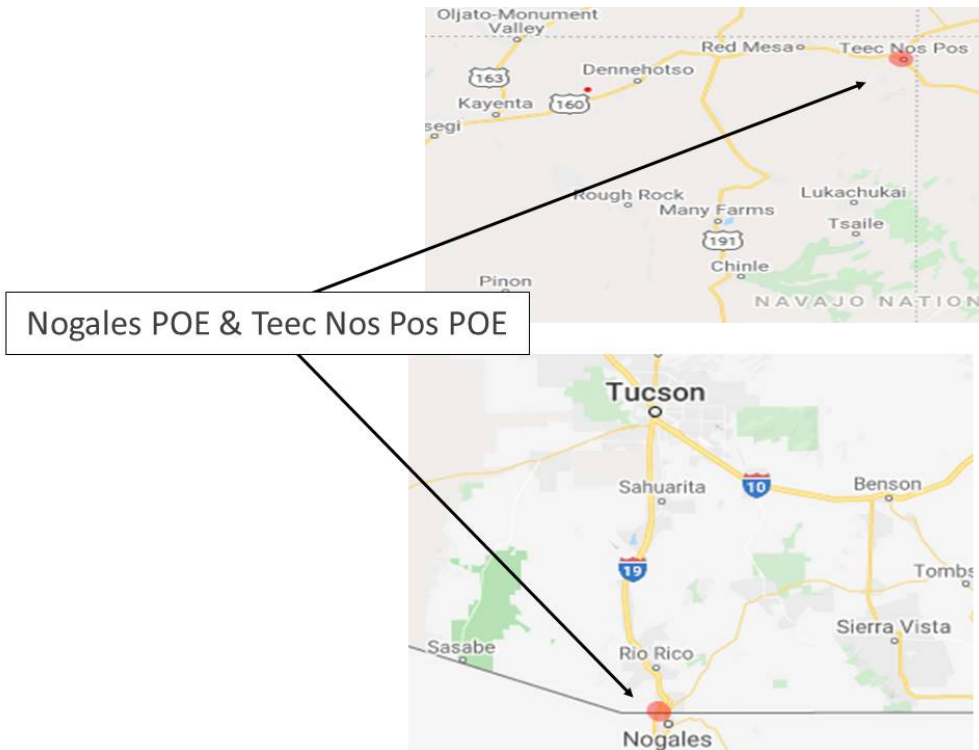 Oljato-Monument
Valley
Red Mesa
Teec Nos Pos
163
Dennehotso
160
Kayenta
segi
Rough Rock
Lukachukai
Many Farms
Tsaile
191
Chinle
Pinon
NAVAJO NATION
Nogales POE & Teec Nos Pos POE
Tucson
Sahuarita
10
Benson
19
Tombs
Sierra Vista
Sasabe
Rio Rico
Nogales